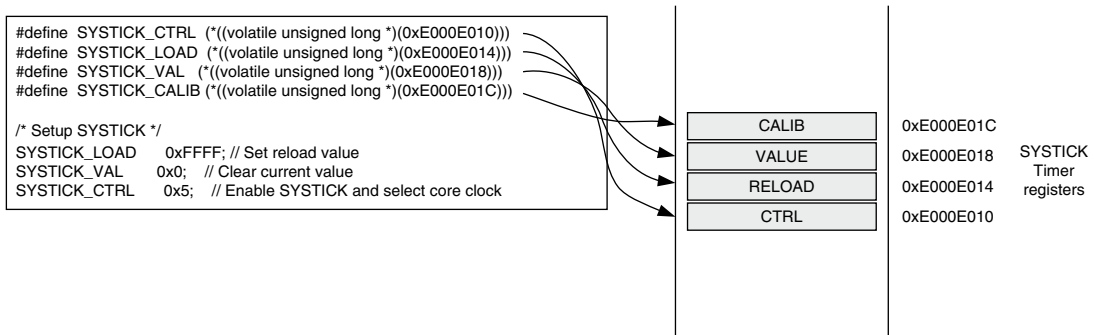 #define SYSTICK_CTRL (*((volatile unsigned long *)(0xE000E010)))
#define SYSTICK_LOAD (*((volatile unsigned long *)(0xE000E014)))
#define SYSTICK_VAL (*((volatile unsigned long *)(0xE000E018)))
#define SYSTICK_CALIB (*((volatile unsigned long *)(0xE000E01C)))
/* Setup SYSTICK */
SYSTICK_LOAD 0xFFFF; // Set reload value
SYSTICK_VAL 0x0; // Clear current value
SYSTICK_CTRL 0x5; // Enable SYSTICK and select core clock
CALIB 0xE000E01C
VALUE 0xE000E018
RELOAD 0xE000E014
CTRL 0xE000E010
SYSTICK
Timer
registers